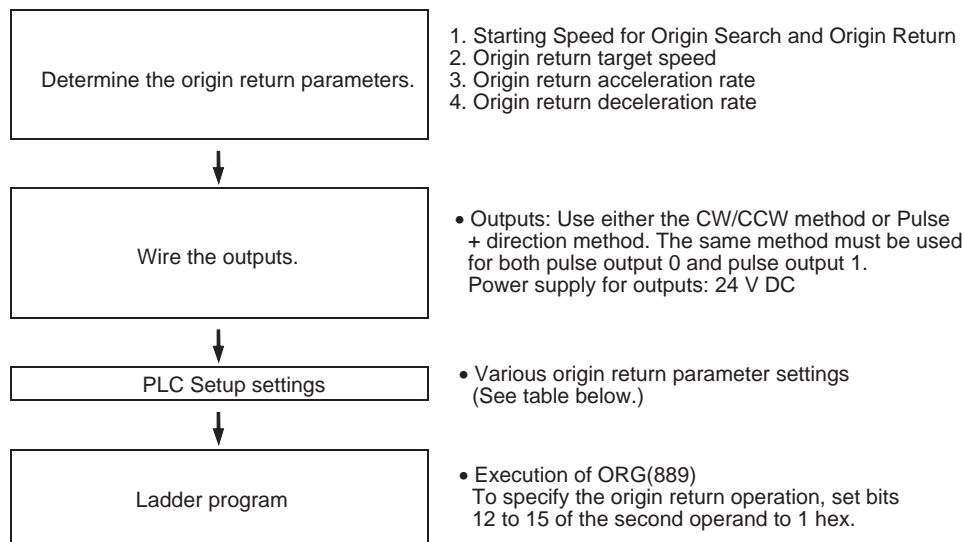 Determine the origin return parameters.
1. Starting Speed for Origin Search and Origin Return
2. Origin return target speed
3. Origin return acceleration rate
4. Origin return deceleration rate
Wire the outputs.
• Outputs: Use either the CW/CCW method or Pulse
+ direction method. The same method must be used
for both pulse output 0 and pulse output 1.
Power supply for outputs: 24 V DC
PLC Setup settings
• Various origin return parameter settings
(See table below.)
Ladder program
• Execution of ORG(889)
To specify the origin return operation, set bits
12 to 15 of the second operand to 1 hex.